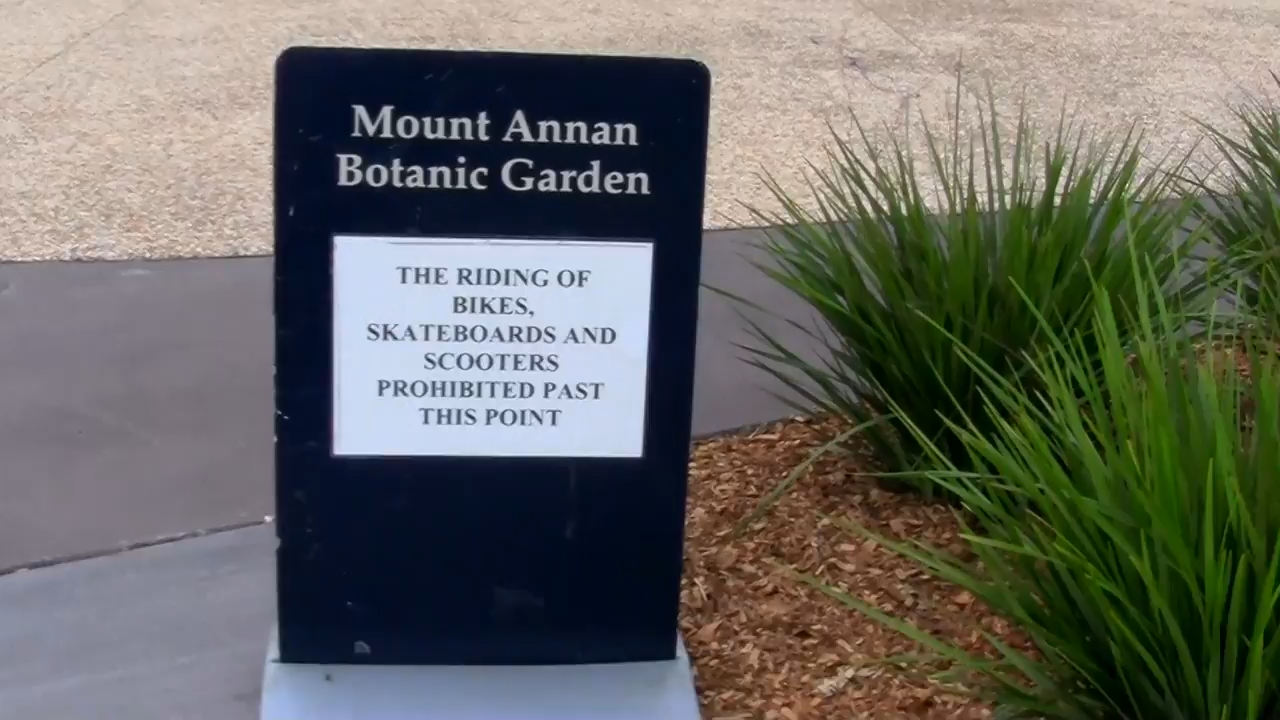 Mount Annan
Botanic Garden
THE RIDING OF
BIKES,
SKATEBOARDS AND
SCOOTERS
PROHIBITED PAST
THIS POINT